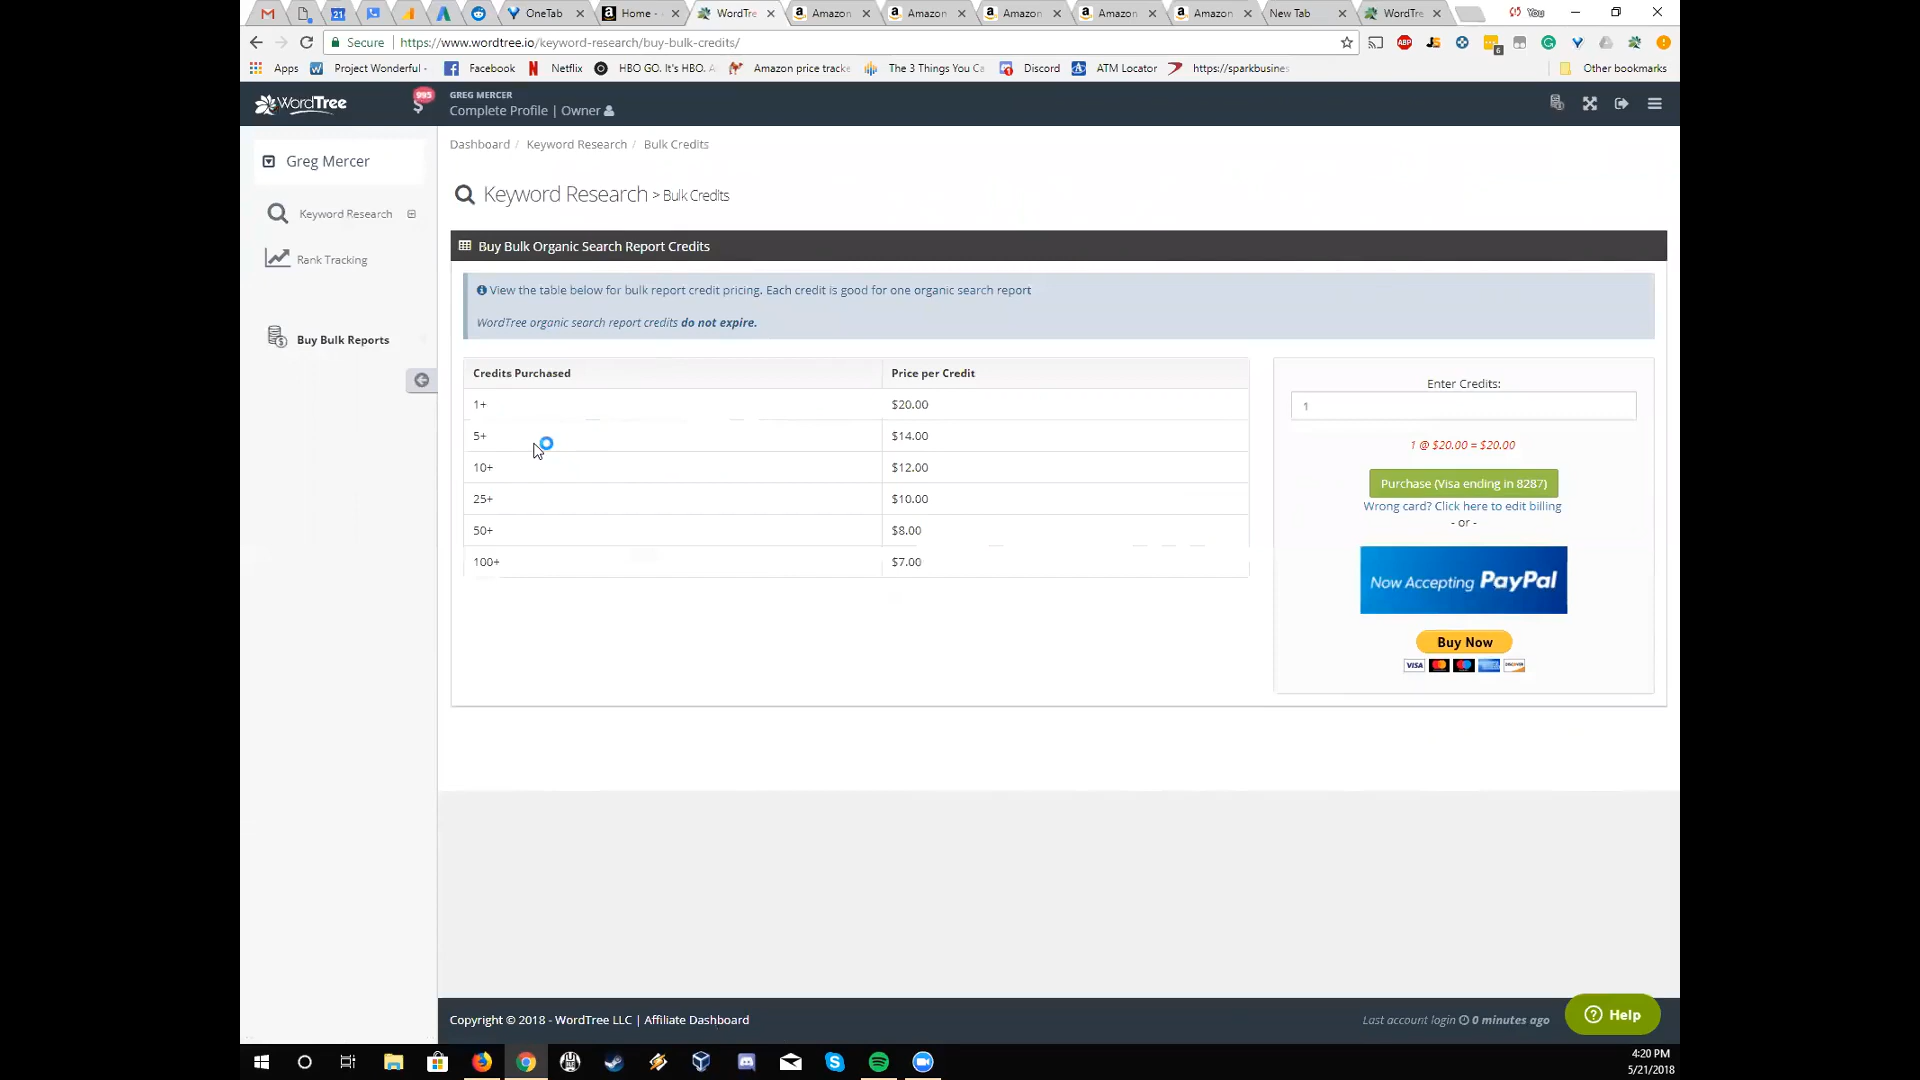 OneTab
Home -
WordTre
Amazon
Amazon
Amazon
Amazon
Amazon
New Tab
WordTre
You
Secure
https://www.wordtree.io/keyword-research/buy-bulk-credits/
Apps
Project Wonderful -
Facebook
Netflix
HBO GO. It's HBO. A
Amazon price tracke
The 3 Things You Ca
Discord
ATM Locator
https://sparkbusines
Other bookmarks
WordTree
995
GREG MERCER
Complete Profile | Owner
Greg Mercer
Keyword Research
Rank Tracking
Buy Bulk Reports
Dashboard / Keyword Research / Bulk Credits
Keyword Research > Bulk Credits
Buy Bulk Organic Search Report Credits
View the table below for bulk report credit pricing. Each credit is good for one organic search report
WordTree organic search report credits do not expire.
Credits Purchased Price per Credit
1+ $20.00
5+ $14.00
10+ $12.00
25+ $10.00
50+ $8.00
100+ $7.00
Enter Credits:
1
1 @ $20.00 = $20.00
Purchase (Visa ending in 8287)
Wrong card? Click here to edit billing
- or -
Now Accepting PayPal
Buy Now
VISA
Copyright © 2018 - WordTree LLC | Affiliate Dashboard
Last account login 0 minutes ago
Help
4:20 PM
5/21/2018